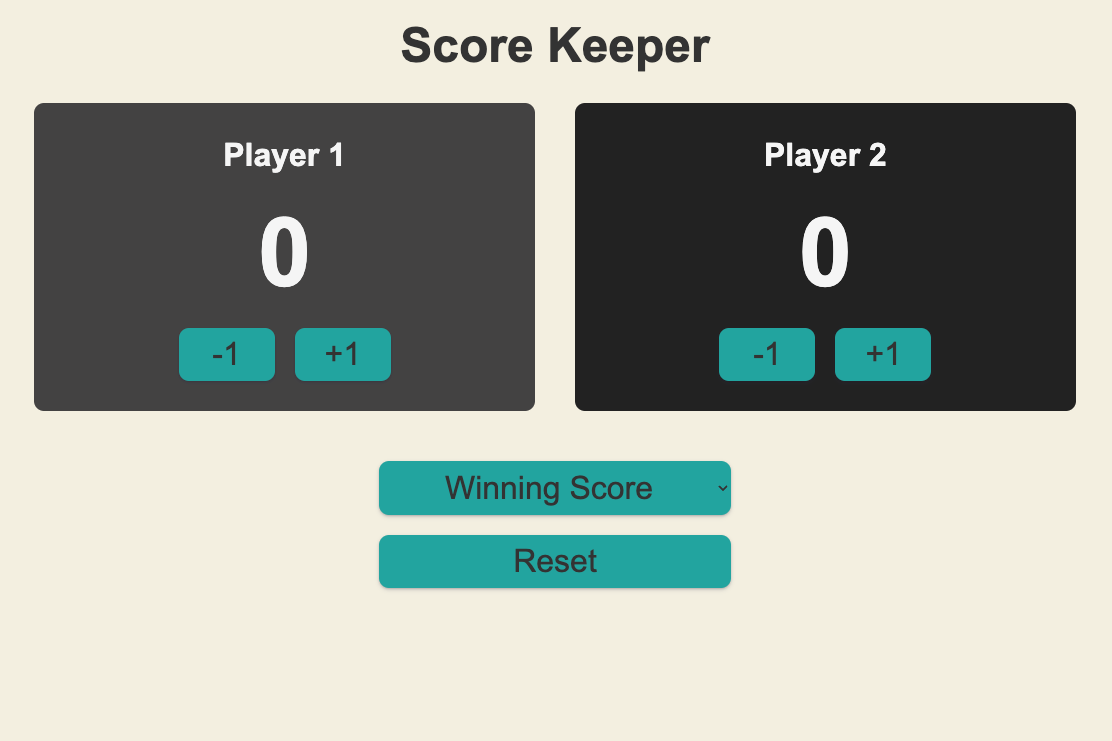 Score Keeper
Player 1
0
-1 +1
Player 2
0
-1 +1
Winning Score
Reset